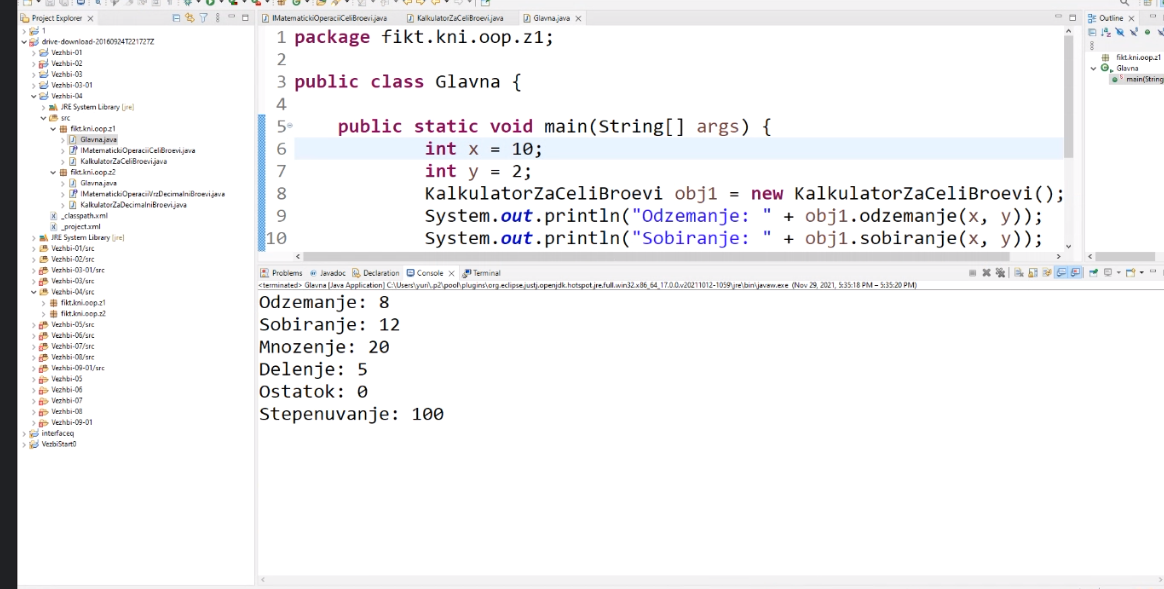 Project Explorer
1
drive-download-20160924T221727Z
Vezhbi-01
Vezhbi-02
Vezhbi-03
Vezhbi-03-01
Vezhbi-04
JRE System Library [jre]
src
fikt.kni.oop.z1
Glavna.java
IMatematickiOperaciiCeliBroevi.java
KalkulatorZaCeliBroevi.java
fikt.kni.oop.z2
Glavna.java
IMatematickiOperaciiVrzDecimalniBroevi.java
KalkulatorZaDecimalniBroevi.java
_classpath.xml
_project.xml
JRE System Library [jre]
Vezhbi-01/src
Vezhbi-02/src
Vezhbi-03-01/src
Vezhbi-03/src
Vezhbi-04/src
fikt.kni.oop.z1
fikt.kni.oop.z2
Vezhbi-05/src
Vezhbi-06/src
Vezhbi-07/src
Vezhbi-08/src
Vezhbi-09-01/src
Vezhbi-05
Vezhbi-06
Vezhbi-07
Vezhbi-08
Vezhbi-09-01
interfaceq
VezbiStart0
IMatematickiOperaciiCeliBroevi.java KalkulatorZaCeliBroevi.java Glavna.java
1 package fikt.kni.oop.z1;
2
3 public class Glavna {
4
5 public static void main(String[] args) {
6 int x = 10;
7 int y = 2;
8 KalkulatorZaCeliBroevi obj1 = new KalkulatorZaCeliBroevi();
9 System.out.println("Odzemanje: " + obj1.odzemanje(x, y));
10 System.out.println("Sobiranje: " + obj1.sobiranje(x, y));
Problems Javadoc Declaration Console Terminal
<terminated> Glavna [Java Application] C:\Users\yuri\.p2\pool\plugins\org.eclipse.justj.openjdk.hotspot.jre.full.win32.x86_64_17.0.0.v20211012-1059\jre\bin\javaw.exe (Nov 29, 2021, 5:35:18 PM – 5:35:20 PM)
Odzemanje: 8
Sobiranje: 12
Mnozenje: 20
Delenje: 5
Ostatok: 0
Stepenuvanje: 100
Outline
fikt.kni.oop.z1
Glavna
main(String